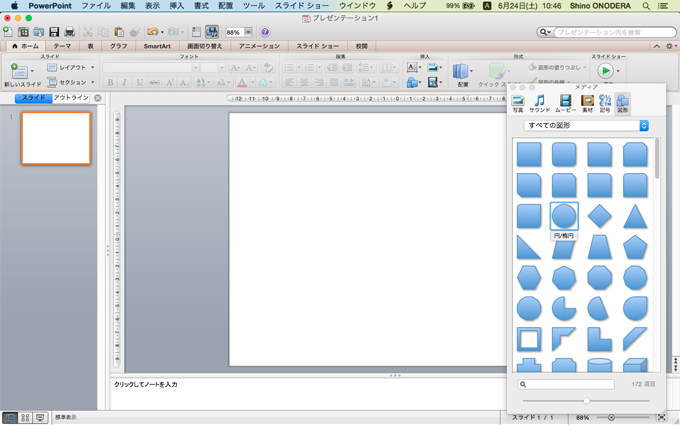 PowerPoint ファイル 編集 表示 挿入 書式 配置 ツール スライド ショー ウインドウ ヘルプ 99% A 6月24日(土) 10:46 Shino ONODERA
プレゼンテーション1
88%
プレゼンテーション内を検索
ホーム テーマ 表 グラフ SmartArt 画面切り替え アニメーション スライド ショー 校閲
スライド フォント 段落 挿入 書式 スライド ショー
新しいスライド
レイアウト
セクション
B I U ABC
配置
クイック ス
図形の塗りつぶし
再生
スライド アウトライン
1
メディア
写真 サウンド ムービー 素材 記号 図形
すべての図形
円/楕円
172 項目
クリックしてノートを入力
標準表示
スライド 1 / 1
88%